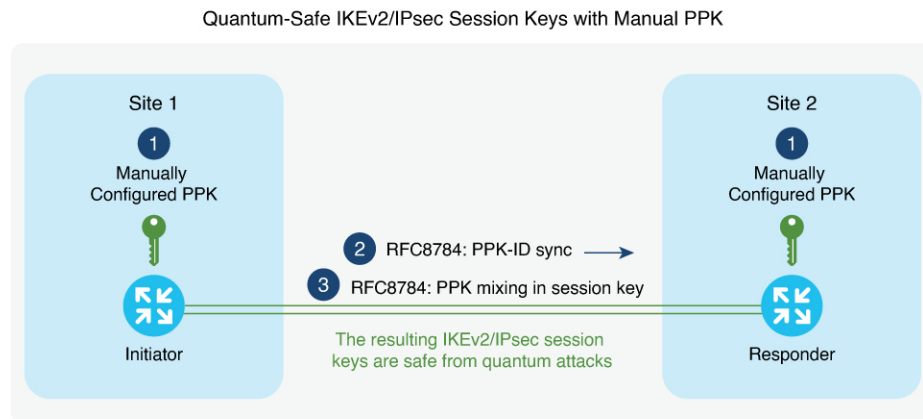 Quantum-Safe IKEv2/IPsec Session Keys with Manual PPK
Site 1
1
Manually
Configured PPK
Initiator
2 RFC8784: PPK-ID sync
3 RFC8784: PPK mixing in session key
The resulting IKEv2/IPsec session
keys are safe from quantum attacks
Site 2
1
Manually
Configured PPK
Responder